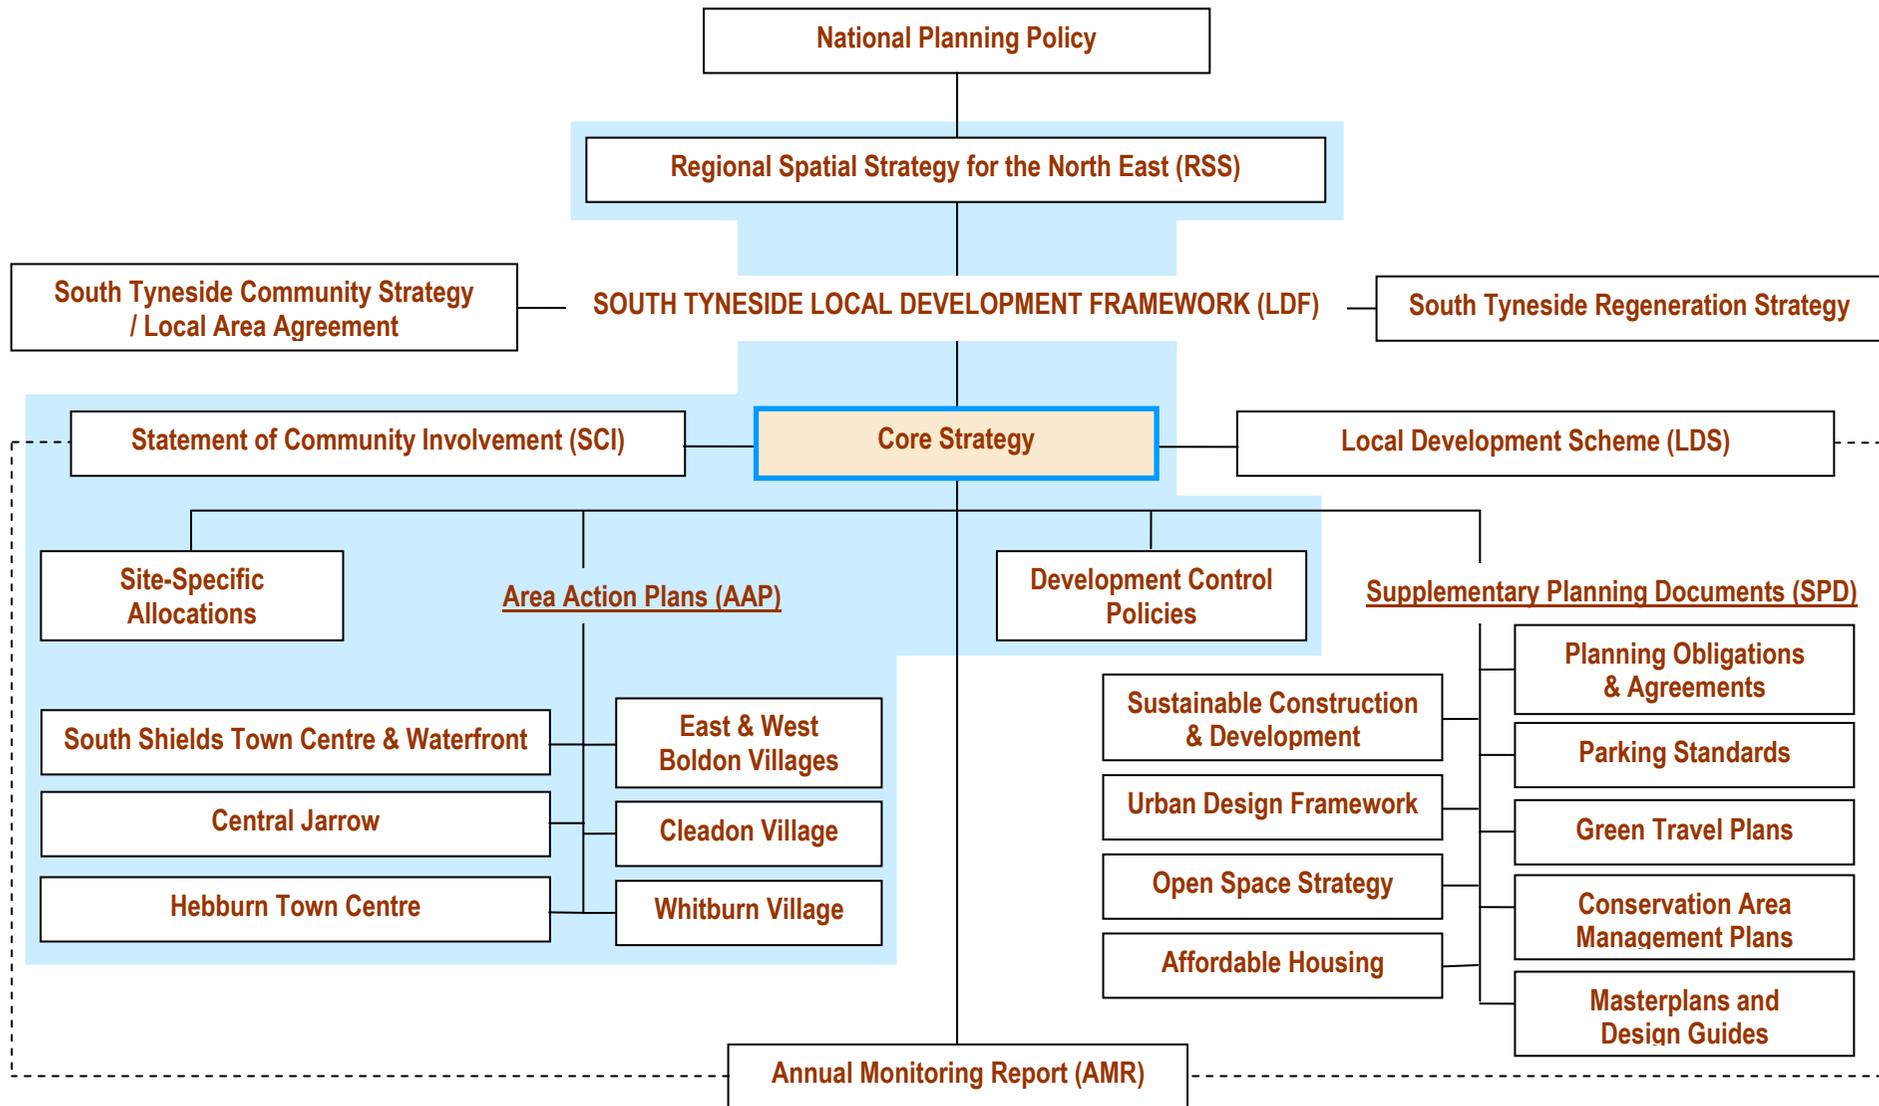 National Planning Policy
Regional Spatial Strategy for the North East (RSS)
South Tyneside Community Strategy
/ Local Area Agreement
SOUTH TYNESIDE LOCAL DEVELOPMENT FRAMEWORK (LDF)
South Tyneside Regeneration Strategy
Statement of Community Involvement (SCI)
Core Strategy
Local Development Scheme (LDS)
Site-Specific
Allocations
Area Action Plans (AAP)
Development Control
Policies
Supplementary Planning Documents (SPD)
South Shields Town Centre & Waterfront
Central Jarrow
Hebburn Town Centre
East & West
Boldon Villages
Cleadon Village
Whitburn Village
Sustainable Construction
& Development
Urban Design Framework
Open Space Strategy
Affordable Housing
Planning Obligations
& Agreements
Parking Standards
Green Travel Plans
Conservation Area
Management Plans
Masterplans and
Design Guides
Annual Monitoring Report (AMR)